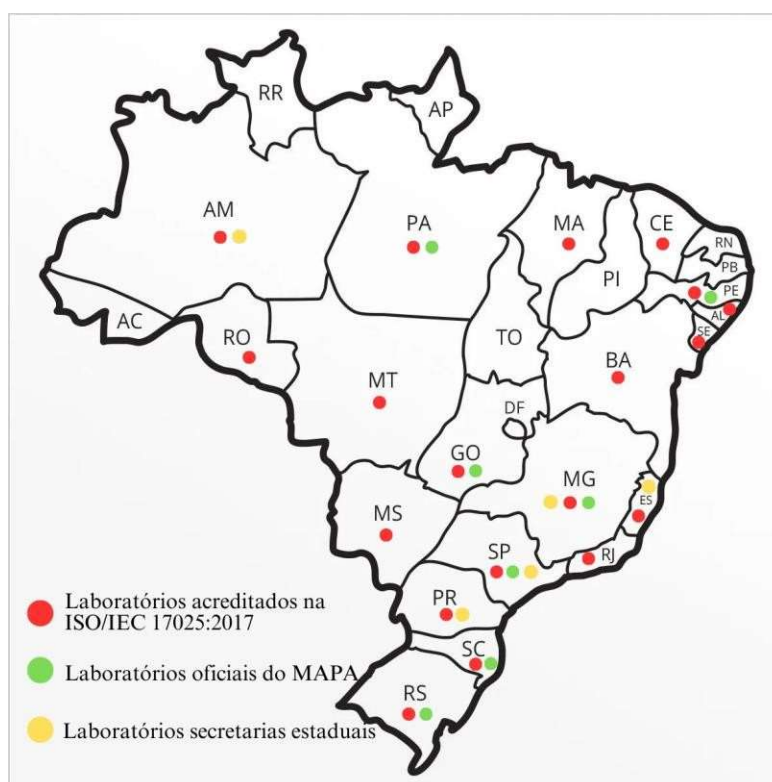 RR
AP
AM
PA
MA
CE
RN
PB
PE
AL
SE
PI
AC
RO
TO
MT
BA
DF
GO
MG
ES
MS
SP
RJ
PR
SC
RS
Laboratórios acreditados na
ISO/IEC 17025:2017
Laboratórios oficiais do MAPA
Laboratórios secretarias estaduais